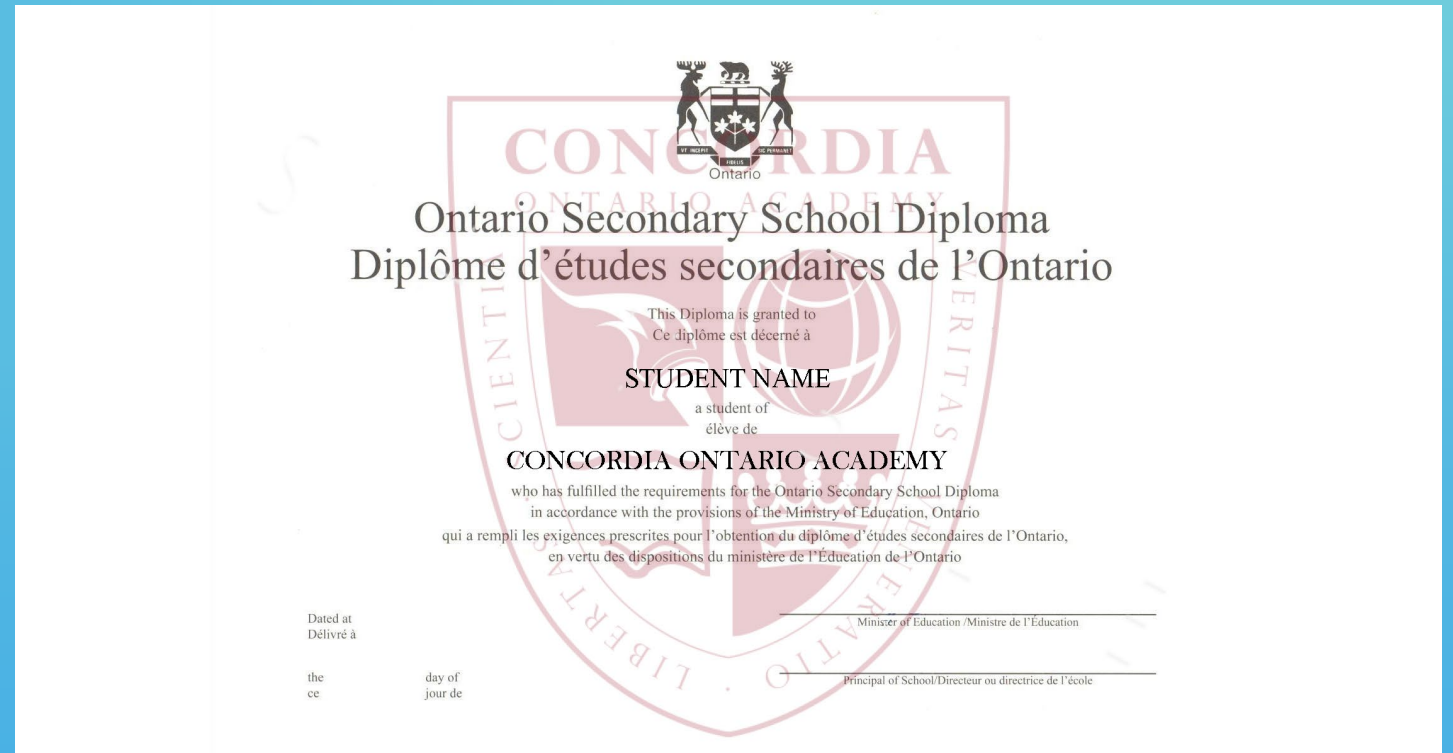 UT INCEPIT
SIC PERMANET
FIDELIS
Ontario
CONCORDIA
ONTARIO ACADEMY
Ontario Secondary School Diploma
Diplôme d’études secondaires de l’Ontario
This Diploma is granted to
Ce diplôme est décerné à
STUDENT NAME
a student of
élève de
CONCORDIA ONTARIO ACADEMY
who has fulfilled the requirements for the Ontario Secondary School Diploma
in accordance with the provisions of the Ministry of Education, Ontario
qui a rempli les exigences prescrites pour l’obtention du diplôme d’études secondaires de l’Ontario,
en vertu des dispositions du ministère de l’Éducation de l’Ontario
Dated at
Délivré à
Minister of Education /Ministre de l’Éducation
the day of
ce jour de
Principal of School/Directeur ou directrice de l’école
VERITAS
LIBERTAS